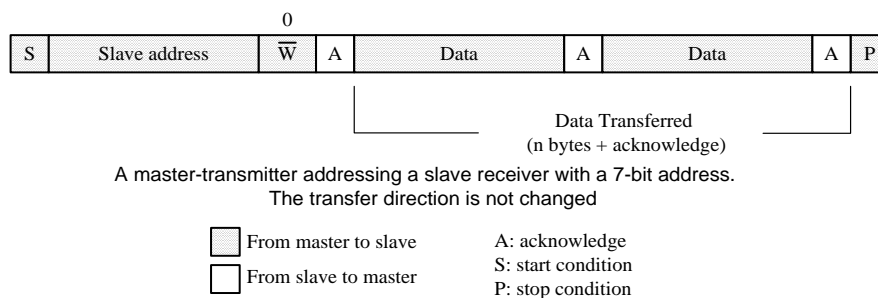 0
S Slave address W̅ A Data A Data A P
Data Transferred
(n bytes + acknowledge)
A master-transmitter addressing a slave receiver with a 7-bit address.
The transfer direction is not changed
From master to slave
From slave to master
A: acknowledge
S: start condition
P: stop condition